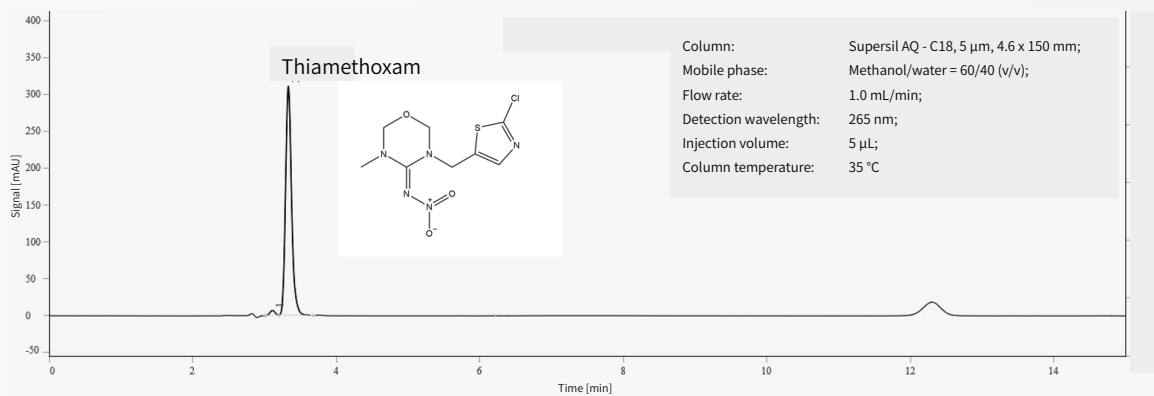 Thiamethoxam
Column: Supersil AQ - C18, 5 μm, 4.6 x 150 mm;
Mobile phase: Methanol/water = 60/40 (v/v);
Flow rate: 1.0 mL/min;
Detection wavelength: 265 nm;
Injection volume: 5 μL;
Column temperature: 35 °C
400
350
300
250
200
150
100
50
0
-50
Signal [mAU]
O
N
N
N
N+
O
O-
S
N
Cl
1
0 2 4 6 8 10 12 14
Time [min]